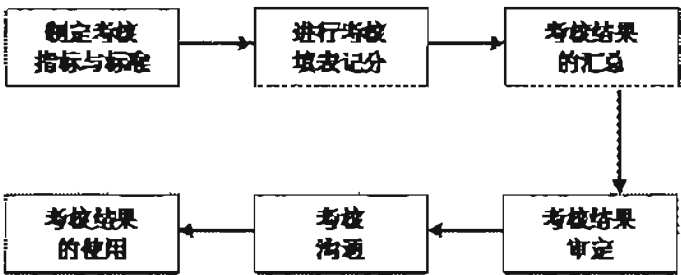 制定考核
指标与标准
进行考核
填表记分
考核结果
的汇总
考核结果
审定
考核
沟通
考核结果
的使用